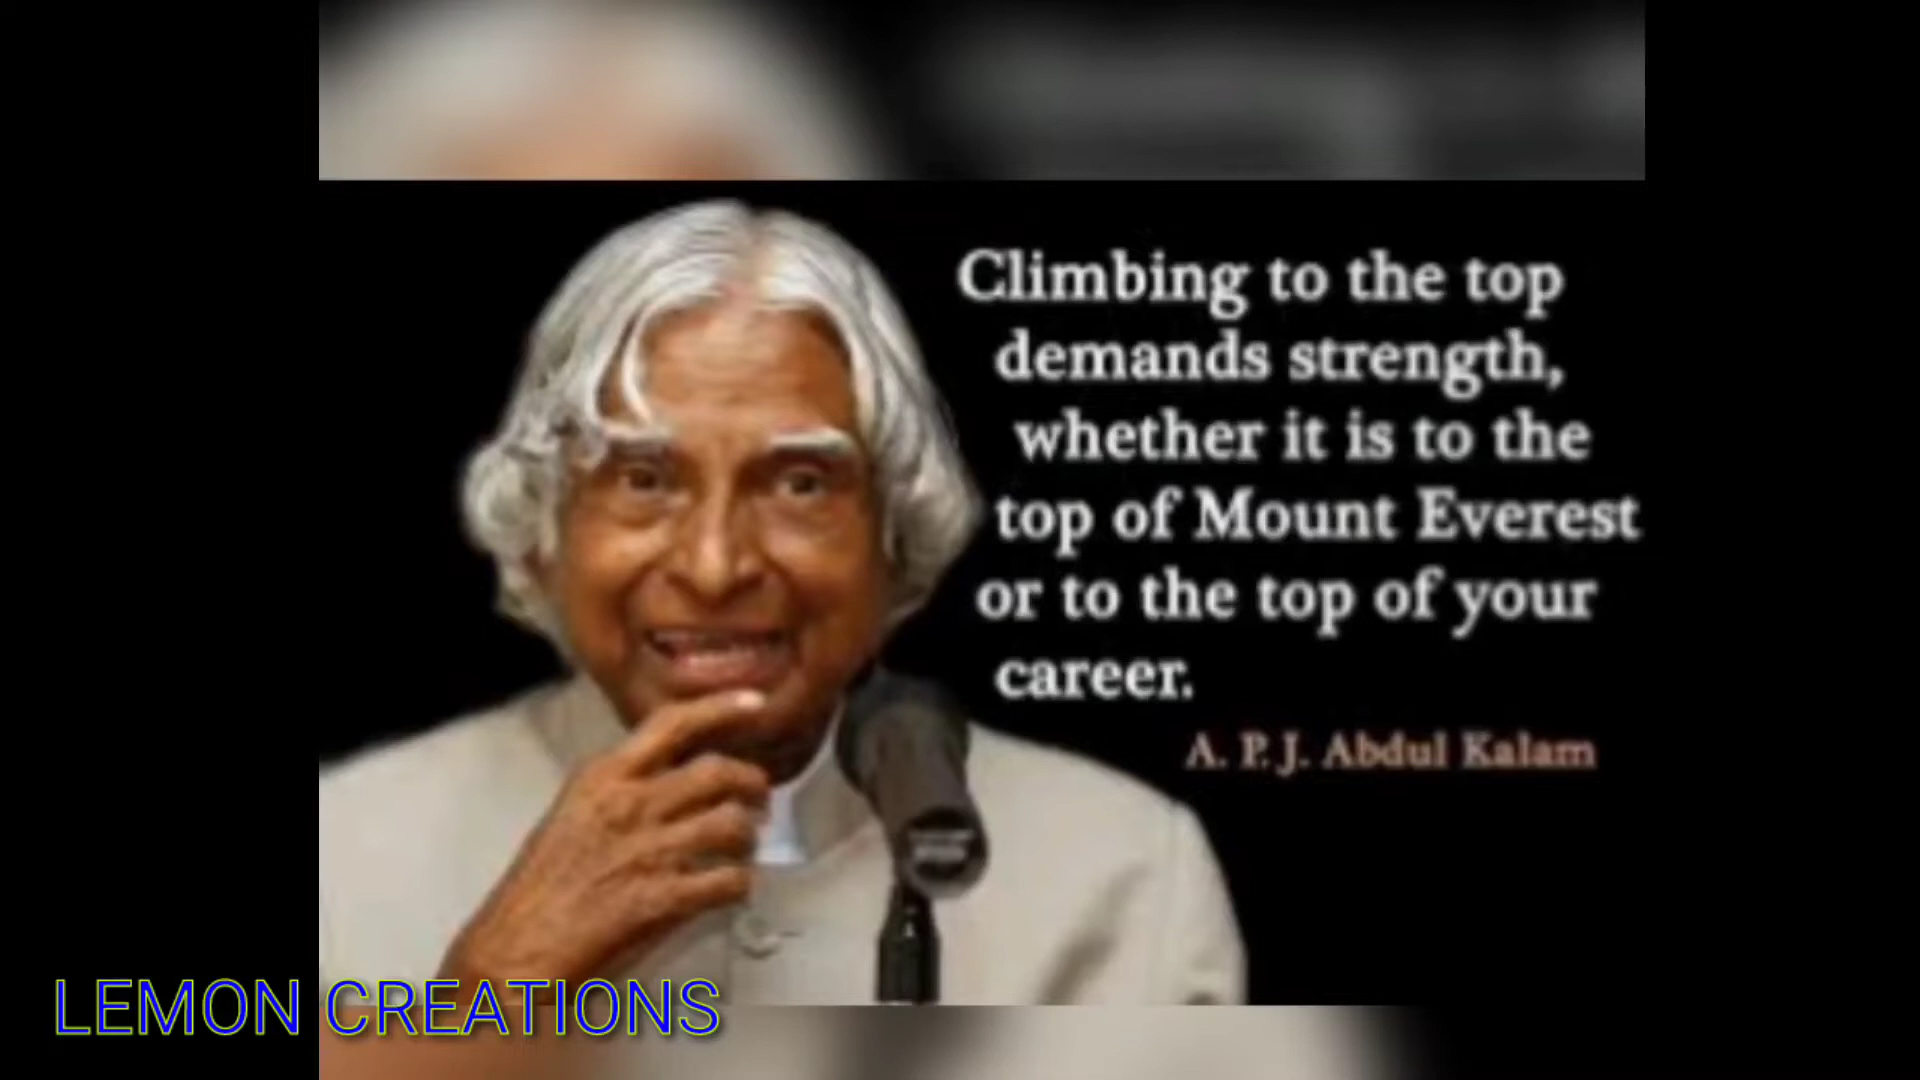 Climbing to the top
demands strength,
whether it is to the
top of Mount Everest
or to the top of your
career.
A. P. J. Abdul Kalam
LEMON CREATIONS